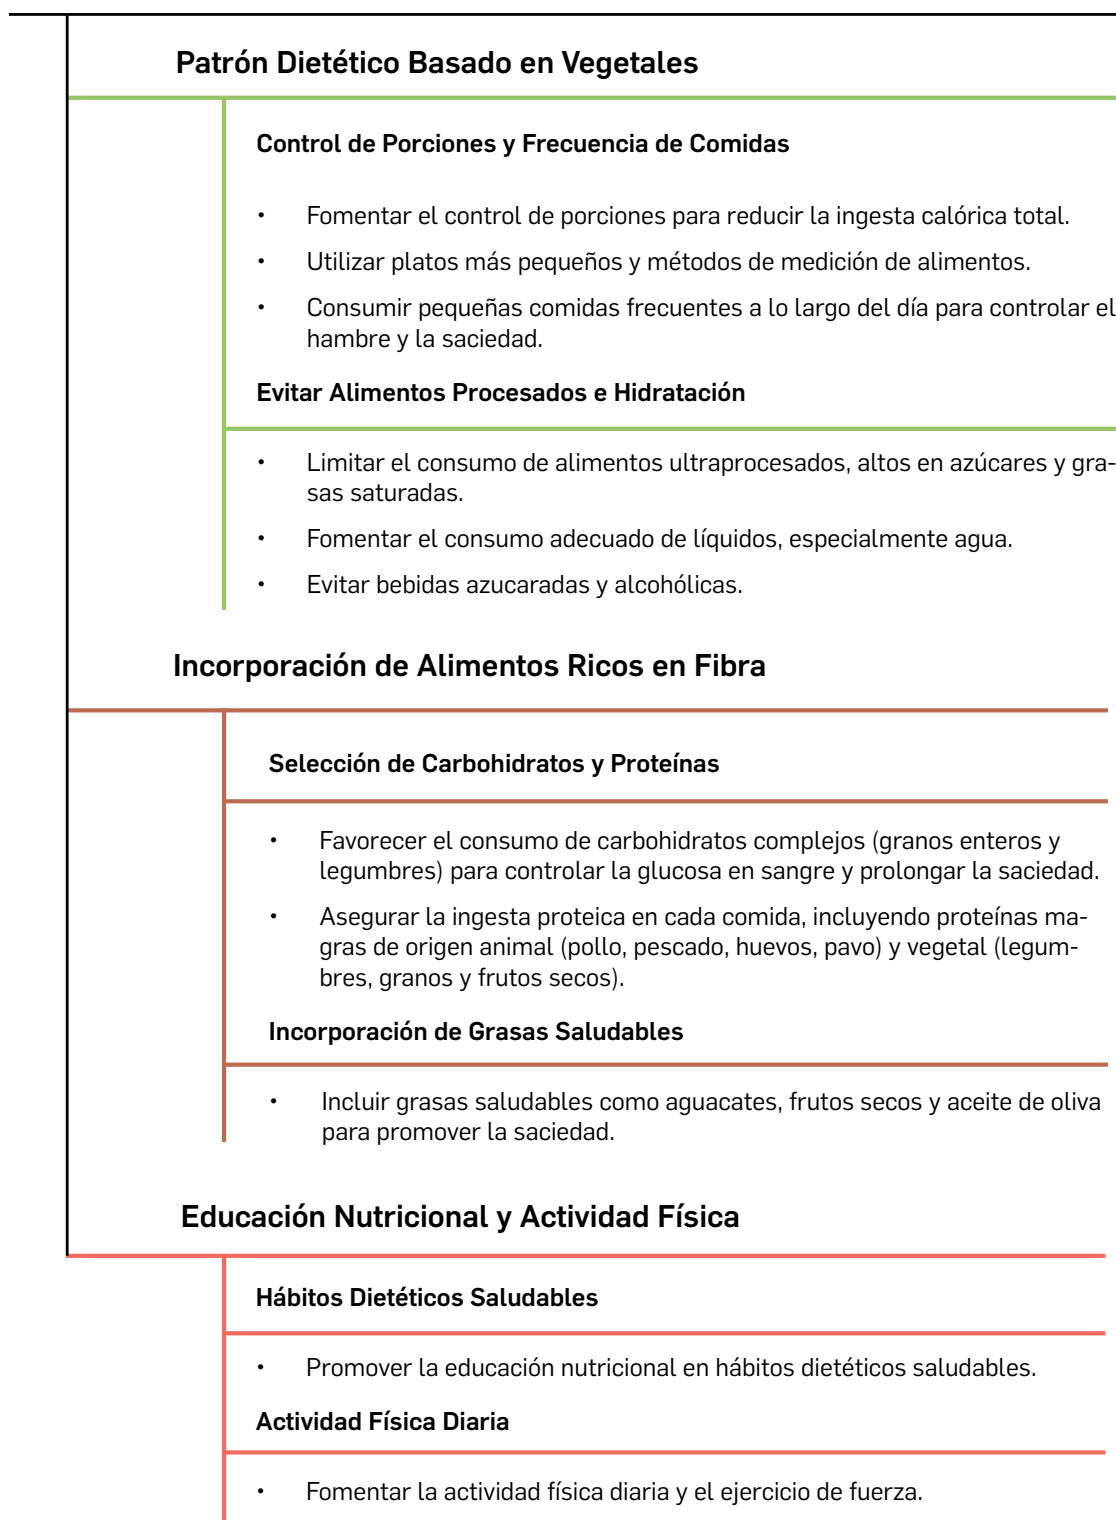 Patrón Dietético Basado en Vegetales
Control de Porciones y Frecuencia de Comidas
• Fomentar el control de porciones para reducir la ingesta calórica total.
• Utilizar platos más pequeños y métodos de medición de alimentos.
• Consumir pequeñas comidas frecuentes a lo largo del día para controlar el
hambre y la saciedad.
Evitar Alimentos Procesados e Hidratación
• Limitar el consumo de alimentos ultraprocesados, altos en azúcares y gra-
sas saturadas.
• Fomentar el consumo adecuado de líquidos, especialmente agua.
• Evitar bebidas azucaradas y alcohólicas.
Incorporación de Alimentos Ricos en Fibra
Selección de Carbohidratos y Proteínas
• Favorecer el consumo de carbohidratos complejos (granos enteros y
legumbres) para controlar la glucosa en sangre y prolongar la saciedad.
• Asegurar la ingesta proteica en cada comida, incluyendo proteínas ma-
gras de origen animal (pollo, pescado, huevos, pavo) y vegetal (legum-
bres, granos y frutos secos).
Incorporación de Grasas Saludables
• Incluir grasas saludables como aguacates, frutos secos y aceite de oliva
para promover la saciedad.
Educación Nutricional y Actividad Física
Hábitos Dietéticos Saludables
• Promover la educación nutricional en hábitos dietéticos saludables.
Actividad Física Diaria
• Fomentar la actividad física diaria y el ejercicio de fuerza.